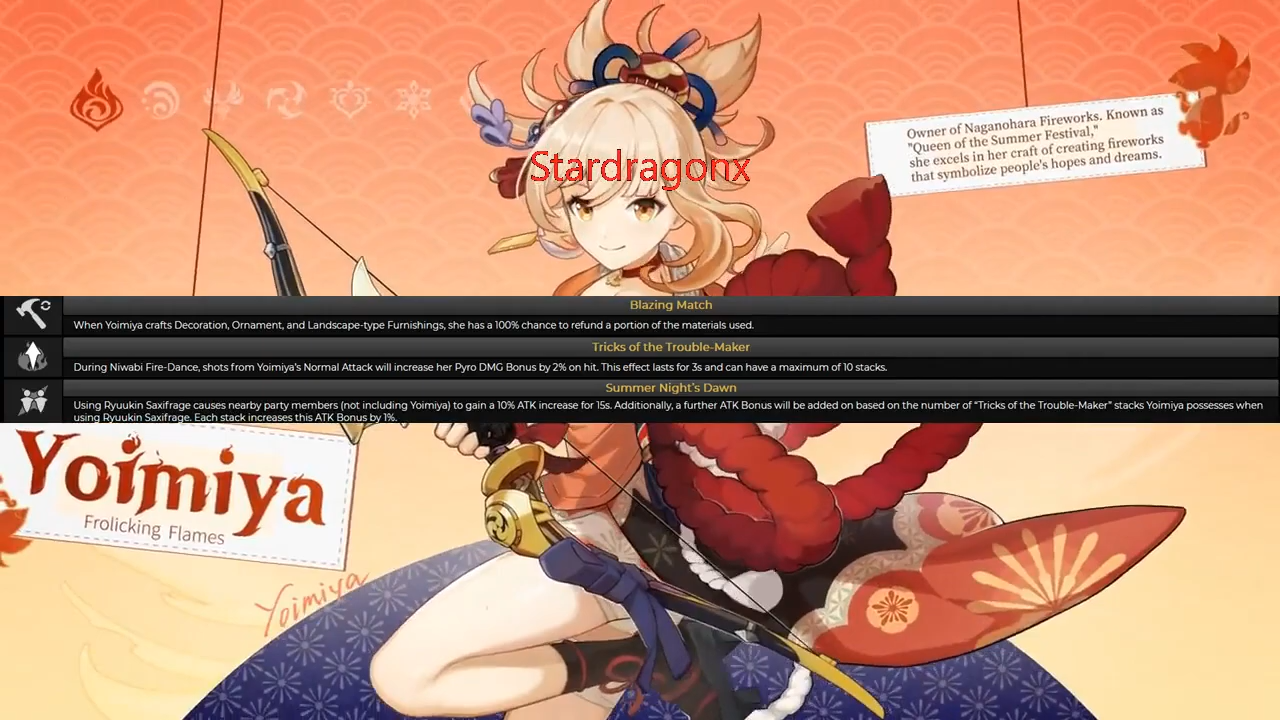 Owner of Naganohara Fireworks. Known as
"Queen of the Summer Festival,"
she excels in her craft of creating fireworks
that symbolize people's hopes and dreams.
Stardragonx
Blazing Match
When Yoimiya crafts Decoration, Ornament, and Landscape-type Furnishings, she has a 100% chance to refund a portion of the materials used.
Tricks of the Trouble-Maker
During Niwabi Fire-Dance, shots from Yoimiya's Normal Attack will increase her Pyro DMG Bonus by 2% on hit. This effect lasts for 3s and can have a maximum of 10 stacks.
Summer Night's Dawn
Using Ryuukin Saxifrage causes nearby party members (not including Yoimiya) to gain a 10% ATK increase for 15s. Additionally, a further ATK Bonus will be added on based on the number of "Tricks of the Trouble-Maker" stacks Yoimiya possesses when
using Ryuukin Saxifrage. Each stack increases this ATK Bonus by 1%.
Yoimiya
Frolicking Flames
Yoimiya